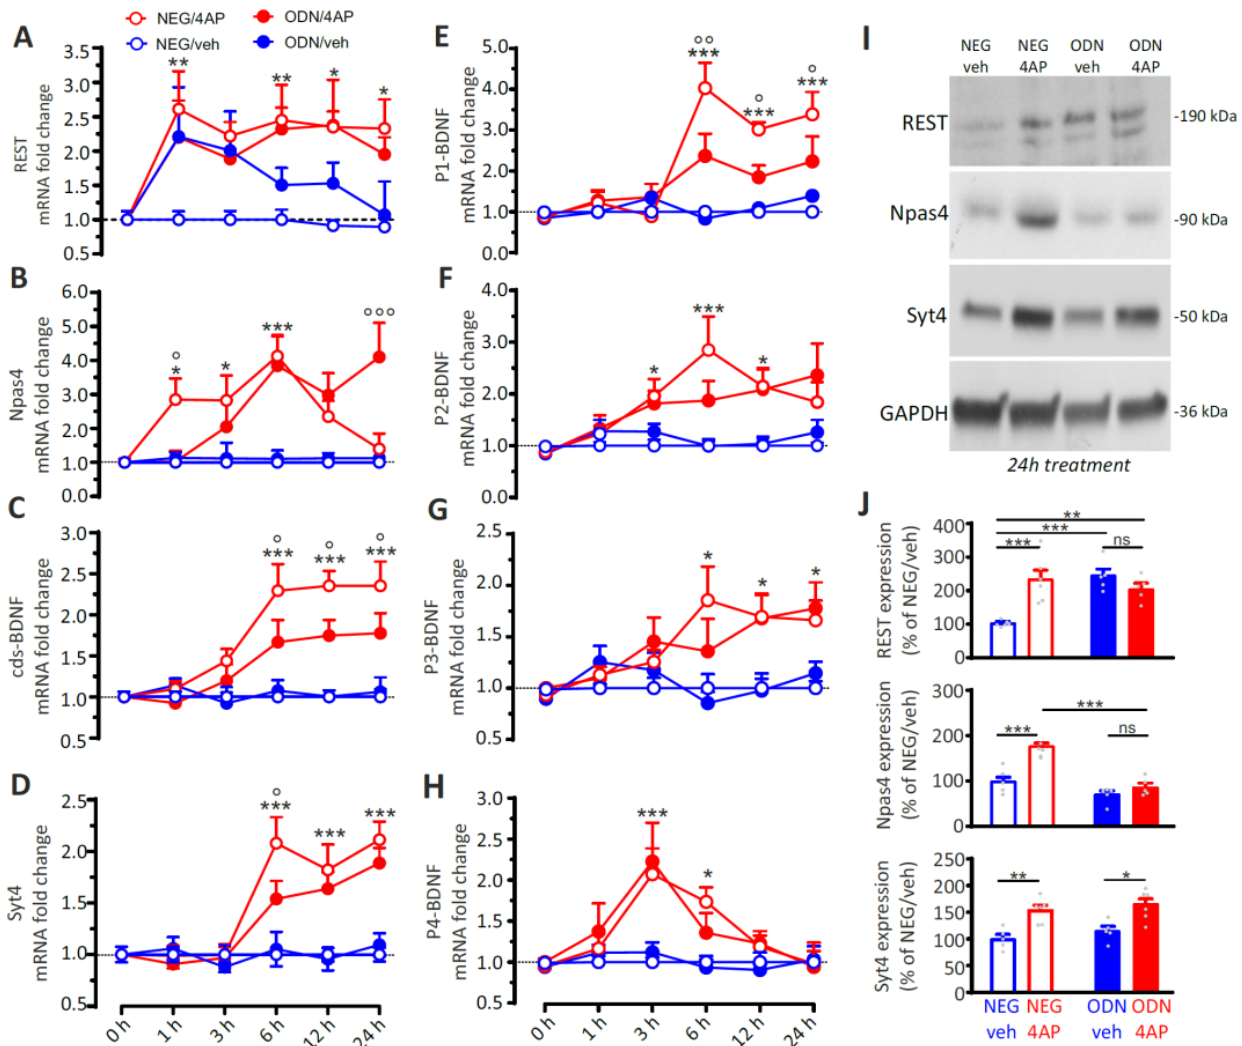 NEG/4AP
ODN/4AP
NEG/veh
ODN/veh
A
REST
mRNA fold change
3.5
3.0
2.5
2.0
1.5
1.0
0.5
**
**
*
*
B
Npas4
mRNA fold change
6.0
5.0
4.0
3.0
2.0
1.0
0.0
°
*
*
***
°°°
C
cds-BDNF
mRNA fold change
3.0
2.5
2.0
1.5
1.0
0.5
°
***
°
***
°
***
D
Syt4
mRNA fold change
2.5
2.0
1.5
1.0
0.5
°
***
***
***
0 h
1 h
3 h
6 h
12 h
24 h
E
P1-BDNF
mRNA fold change
5.0
4.0
3.0
2.0
1.0
0.0
°°
***
°
***
°
***
F
P2-BDNF
mRNA fold change
4.0
3.0
2.0
1.0
0.0
*
***
*
G
P3-BDNF
mRNA fold change
2.5
2.0
1.5
1.0
0.5
*
*
*
H
P4-BDNF
mRNA fold change
3.0
2.5
2.0
1.5
1.0
0.5
***
*
0 h
1 h
3 h
6 h
12 h
24 h
I
NEG NEG ODN ODN
veh 4AP veh 4AP
REST
-190 kDa
Npas4
-90 kDa
Syt4
-50 kDa
GAPDH
-36 kDa
24h treatment
J
REST expression
(% of NEG/veh)
400
300
200
100
0
**
***
***
ns
Npas4 expression
(% of NEG/veh)
300
200
100
0
***
***
ns
Syt4 expression
(% of NEG/veh)
250
200
150
100
50
0
**
*
NEG NEG ODN ODN
veh 4AP veh 4AP